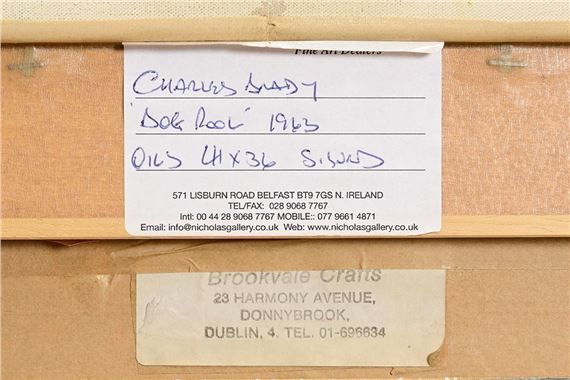 Fine Art Dealers
CHARLES BRADY
'DOG ROCK' 1963
OILS 41 x 36 SIGNED
571 LISBURN ROAD BELFAST BT9 7GS N. IRELAND
TEL/FAX: 028 9068 7767
Intl: 00 44 28 9068 7767 MOBILE:: 077 9661 4871
Email: info@nicholasgallery.co.uk Web: www.nicholasgallery.co.uk
Brookvale Crafts
23 HARMONY AVENUE,
DONNYBROOK,
DUBLIN, 4. TEL. 01-696634